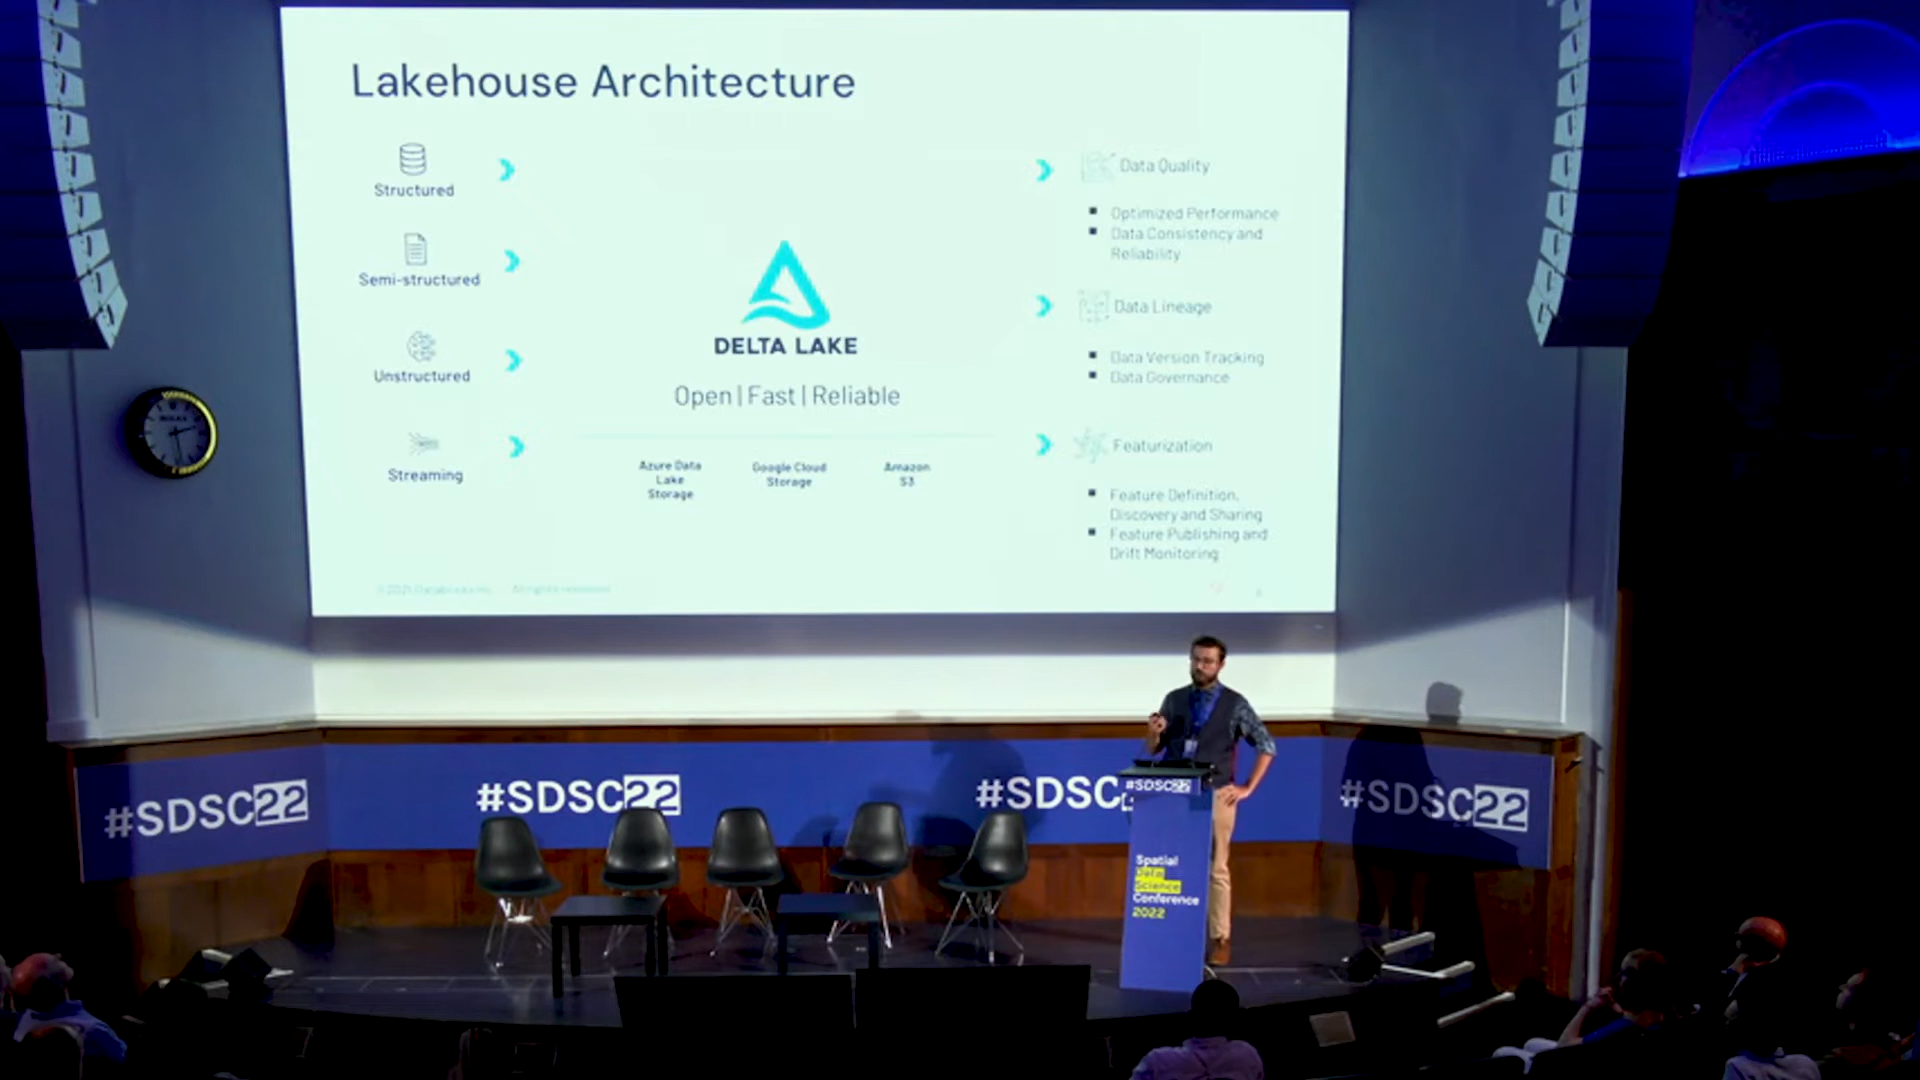 Lakehouse Architecture
Structured
Semi-structured
Unstructured
Streaming
DELTA LAKE
Open | Fast | Reliable
Azure Data
Lake
Storage
Google Cloud
Storage
Amazon
S3
Data Quality
Optimized Performance
Data Consistency and
Reliability
Data Lineage
Data Version Tracking
Data Governance
Featurization
Feature Definition,
Discovery and Sharing
Feature Publishing and
Drift Monitoring
All rights reserved
#SDSC22
#SDSC22
#SDSC
#SDSC22
#SDSC22
Spatial
Data
Science
Conference
2022